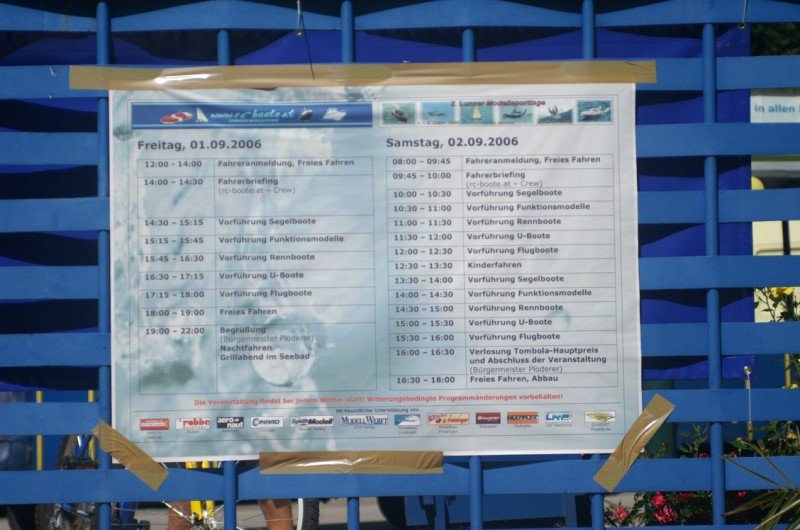 www.rc-boote.at
2. Lunzer Modellsporttage
in allen
Freitag, 01.09.2006
12:00 – 14:00 Fahreranmeldung, Freies Fahren
14:00 – 14:30 Fahrerbriefing
(rc-boote.at – Crew)
14:30 – 15:15 Vorführung Segelboote
15:15 – 15:45 Vorführung Funktionsmodelle
15:45 – 16:30 Vorführung Rennboote
16:30 – 17:15 Vorführung U-Boote
17:15 – 18:00 Vorführung Flugboote
18:00 – 19:00 Freies Fahren
19:00 – 22:00 Begrüßung
(Bürgermeister Ploderer)
Nachtfahren
Grillabend im Seebad
Samstag, 02.09.2006
08:00 – 09:45 Fahreranmeldung, Freies Fahren
09:45 – 10:00 Fahrerbriefing
(rc-boote.at – Crew)
10:00 – 10:30 Vorführung Segelboote
10:30 – 11:00 Vorführung Funktionsmodelle
11:00 – 11:30 Vorführung Rennboote
11:30 – 12:00 Vorführung U-Boote
12:00 – 12:30 Vorführung Flugboote
12:30 – 13:30 Kinderfahren
13:30 – 14:00 Vorführung Segelboote
14:00 – 14:30 Vorführung Funktionsmodelle
14:30 – 15:00 Vorführung Rennboote
15:00 – 15:30 Vorführung U-Boote
15:30 – 16:00 Vorführung Flugboote
16:00 – 16:30 Verlosung Tombola-Hauptpreis
und Abschluss der Veranstaltung
(Bürgermeister Ploderer)
16:30 – 18:00 Freies Fahren, Abbau
Die Veranstaltung findet bei jedem Wetter statt! Witterungsbedingte Programmänderungen vorbehalten!
Mit freundlicher Unterstützung von
robbe aero naut CONRAD Schiffs Modell MODELLWERFT Graupner MULTIPLEX LRP